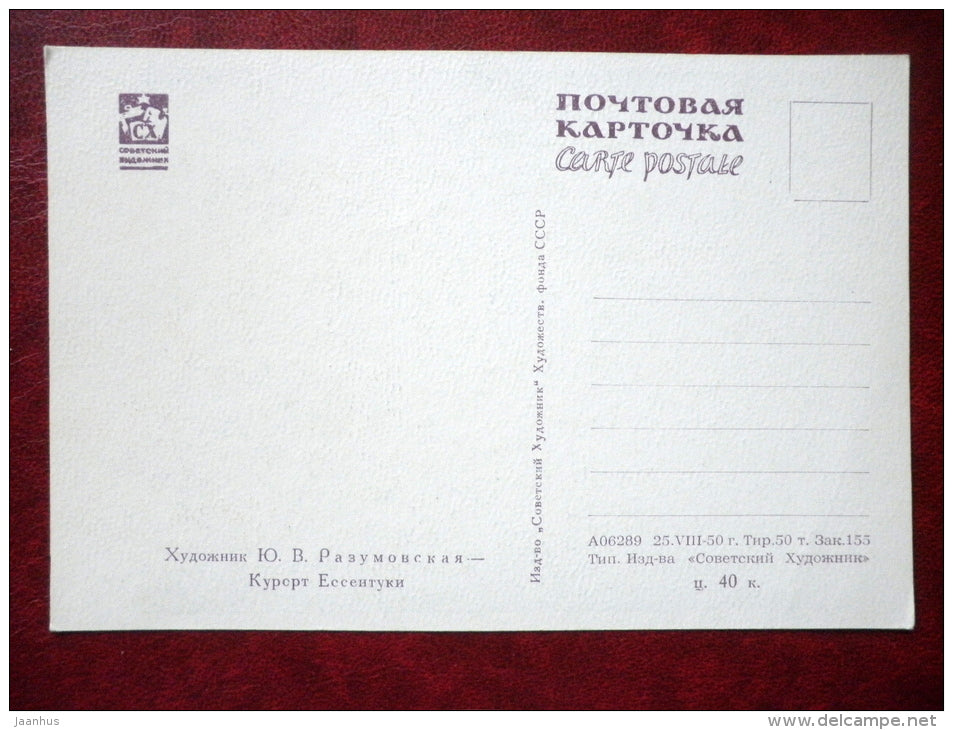 СХ
СОВЕТСКИЙ
ХУДОЖНИК
ПОЧТОВАЯ
КАРТОЧКА
Carte postale
Изд-во „Советский Художник“ Художеств. фонда СССР
Художник Ю. В. Разумовская—
Курорт Ессентуки
А06289 25.VIII-50 г. Тир.50 т. Зак.155
Тип. Изд-ва «Советский Художник»
ц. 40 к.
jaanhus
www.delcampe.net